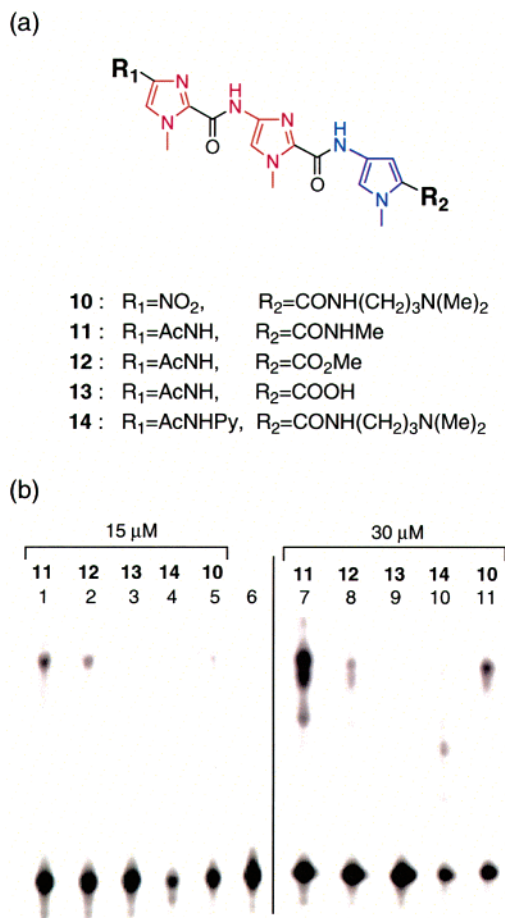 (a)
R₁ N H N H
N O N O N R₂
10 : R₁=NO₂, R₂=CONH(CH₂)₃N(Me)₂
11 : R₁=AcNH, R₂=CONHMe
12 : R₁=AcNH, R₂=CO₂Me
13 : R₁=AcNH, R₂=COOH
14 : R₁=AcNHPy, R₂=CONH(CH₂)₃N(Me)₂
(b)
15 µM 30 µM
11 12 13 14 10 11 12 13 14 10
1 2 3 4 5 6 7 8 9 10 11